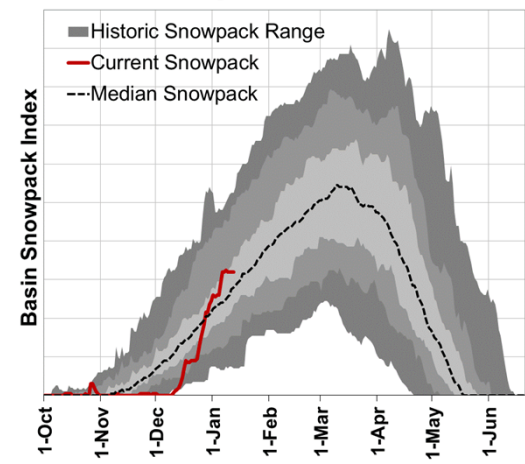 Historic Snowpack Range
Current Snowpack
Median Snowpack
Basin Snowpack Index
1-Oct
1-Nov
1-Dec
1-Jan
1-Feb
1-Mar
1-Apr
1-May
1-Jun